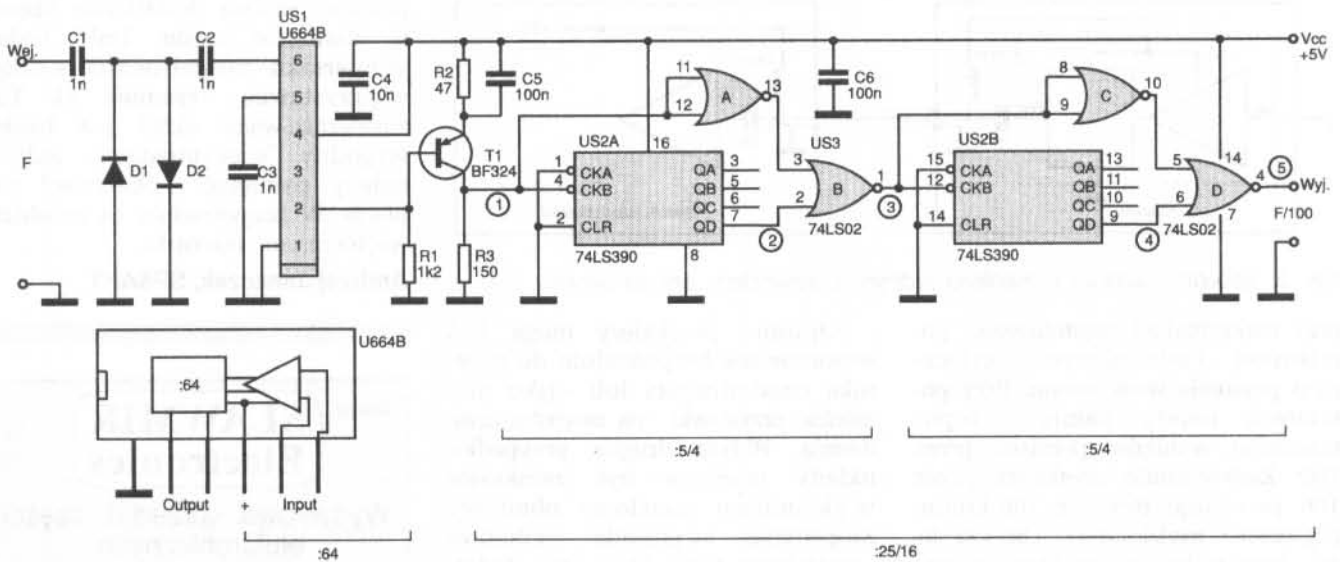 US1
U664B
C1
1n
C2
1n
Wej.
F
D1
D2
C3
1n
6
5
4
3
2
1
C4
10n
R2
47
C5
100n
T1
BF324
R1
1k2
R3
150
1
US2A
16
1
4
2
CKA
CKB
CLR
QA
QB
QC
QD
3
5
6
7
8
74LS390
2
11
12
A
13
C6
100n
US3
3
2
B
1
74LS02
3
US2B
15
12
14
CKA
CKB
CLR
QA
QB
QC
QD
13
11
10
9
74LS390
4
8
9
C
10
5
6
D
4
14
7
74LS02
5
Vcc
+5V
Wyj.
F/100
U664B
:64
Output
+
Input
:64
:5/4
:5/4
:25/16